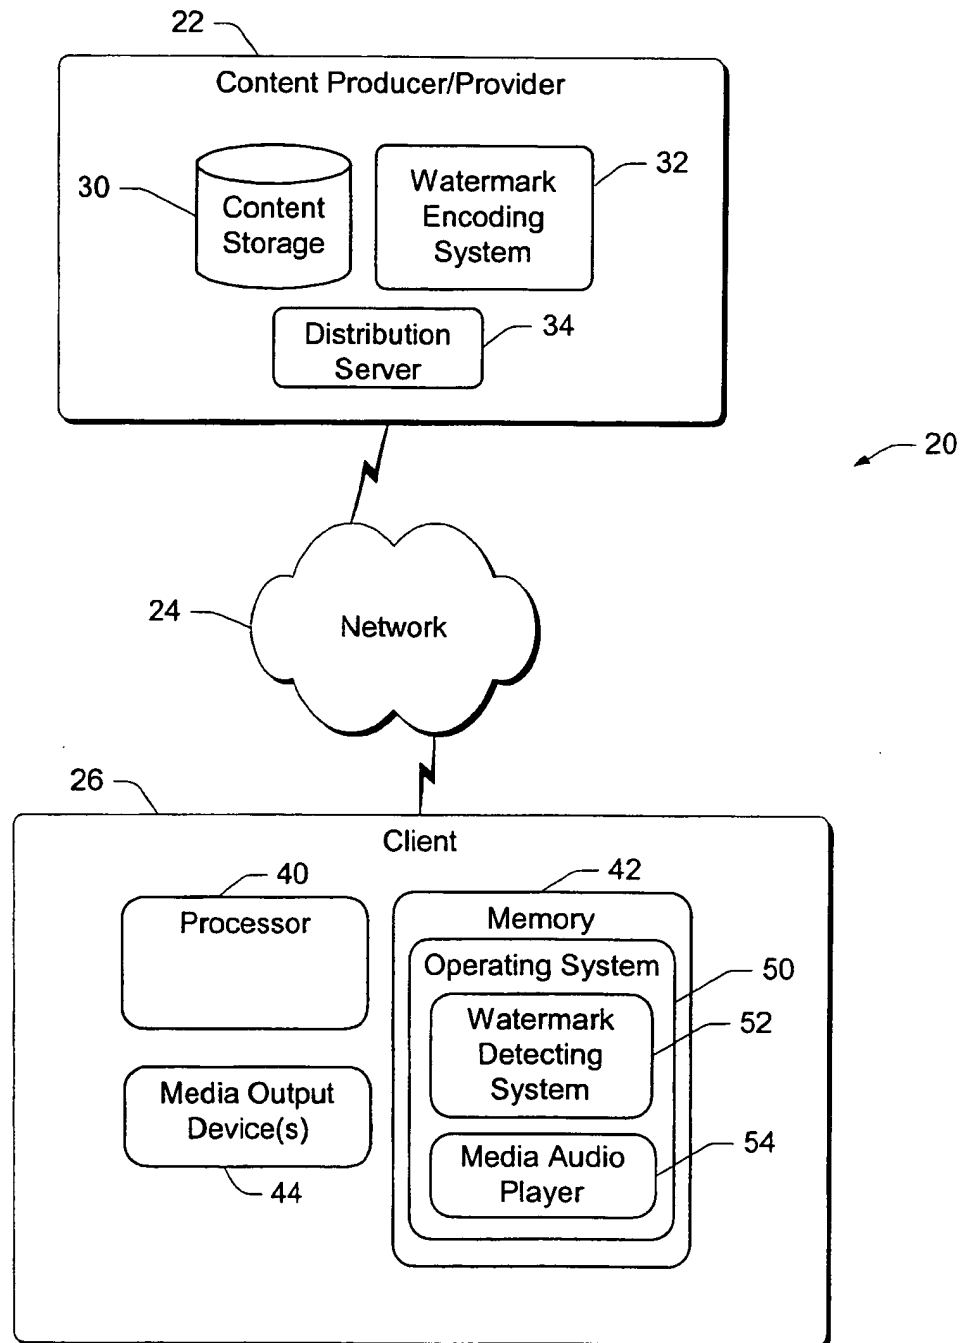 22
Content Producer/Provider
30
Content
Storage
Watermark
Encoding
System
32
Distribution
Server
34
20
24
Network
26
Client
40
Processor
42
Memory
Operating System
50
Watermark
Detecting
System
52
Media Output
Device(s)
44
Media Audio
Player
54